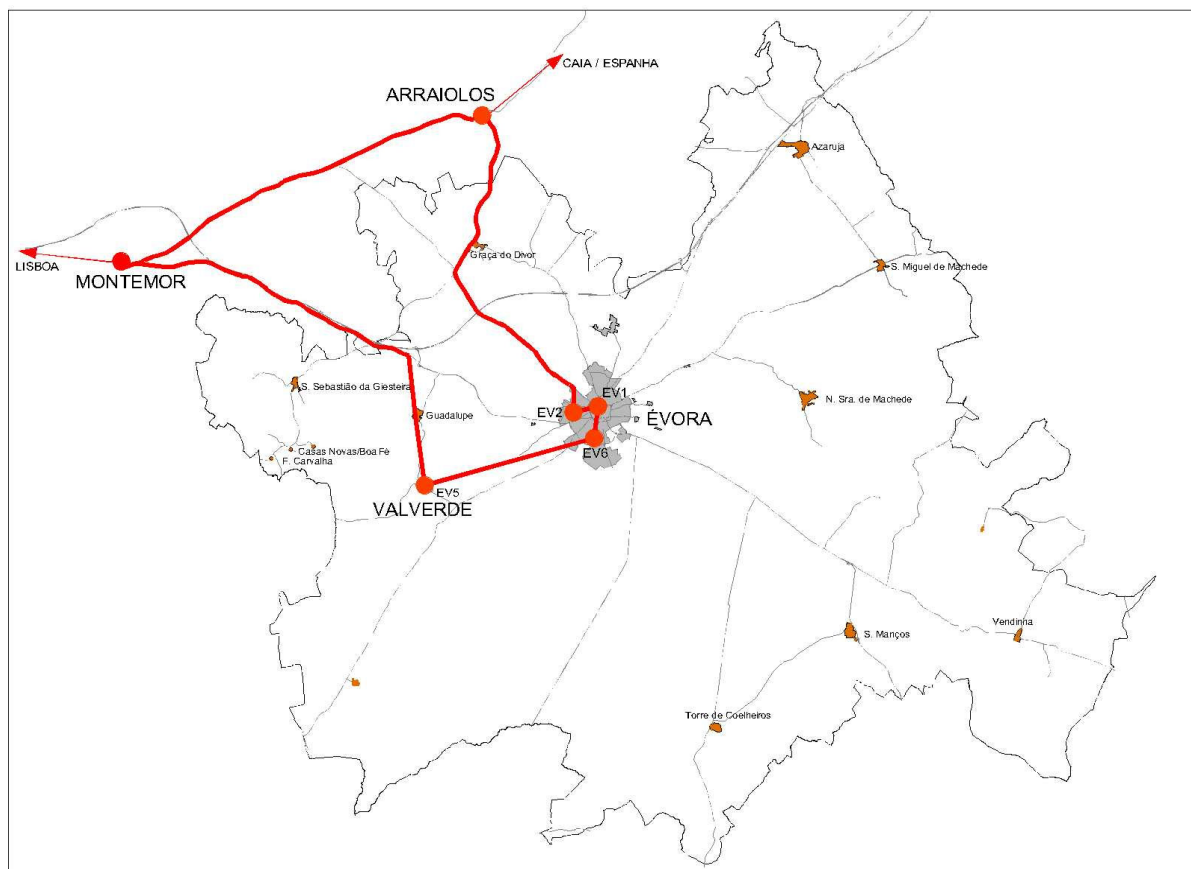 CAIA / ESPANHA
ARRAIOLOS
Azaruja
Graça do Divor
LISBOA
MONTEMOR
S. Miguel de Machede
S. Sebastião da Giesteira
Guadalupe
EV1
EV2
ÉVORA
N. Sra. de Machede
EV6
Casas Novas/Boa Fé
F. Carvalha
EV5
VALVERDE
Vendinha
S. Manços
Torre de Coelheiros